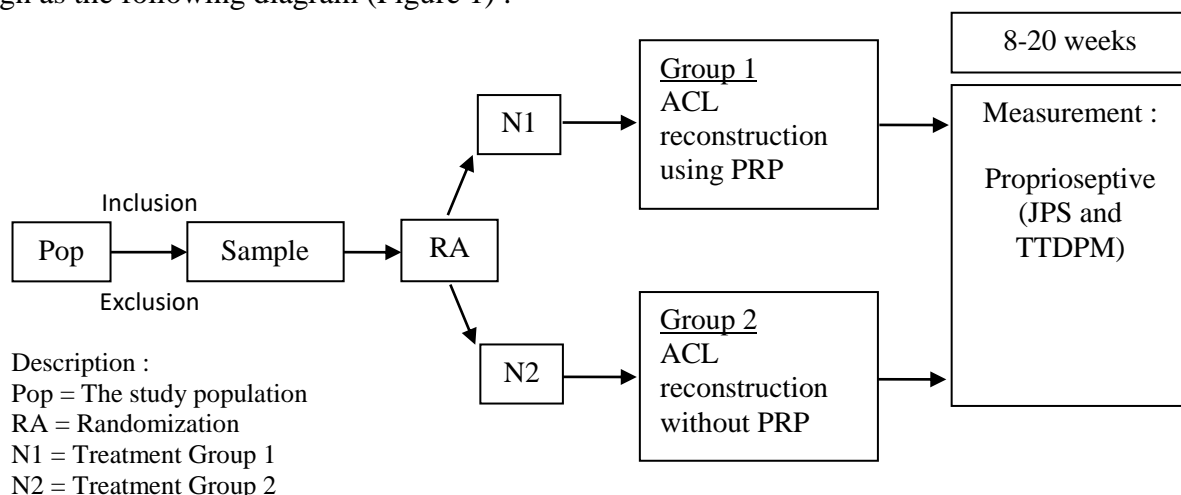 gn as the following diagram (Figure 1) :
8-20 weeks
Group 1
ACL
reconstruction
using PRP
N1
Measurement :
Proprioseptive
(JPS and
TTDPM)
Inclusion
Pop
Sample
RA
Exclusion
Group 2
ACL
reconstruction
without PRP
N2
Description :
Pop = The study population
RA = Randomization
N1 = Treatment Group 1
N2 = Treatment Group 2